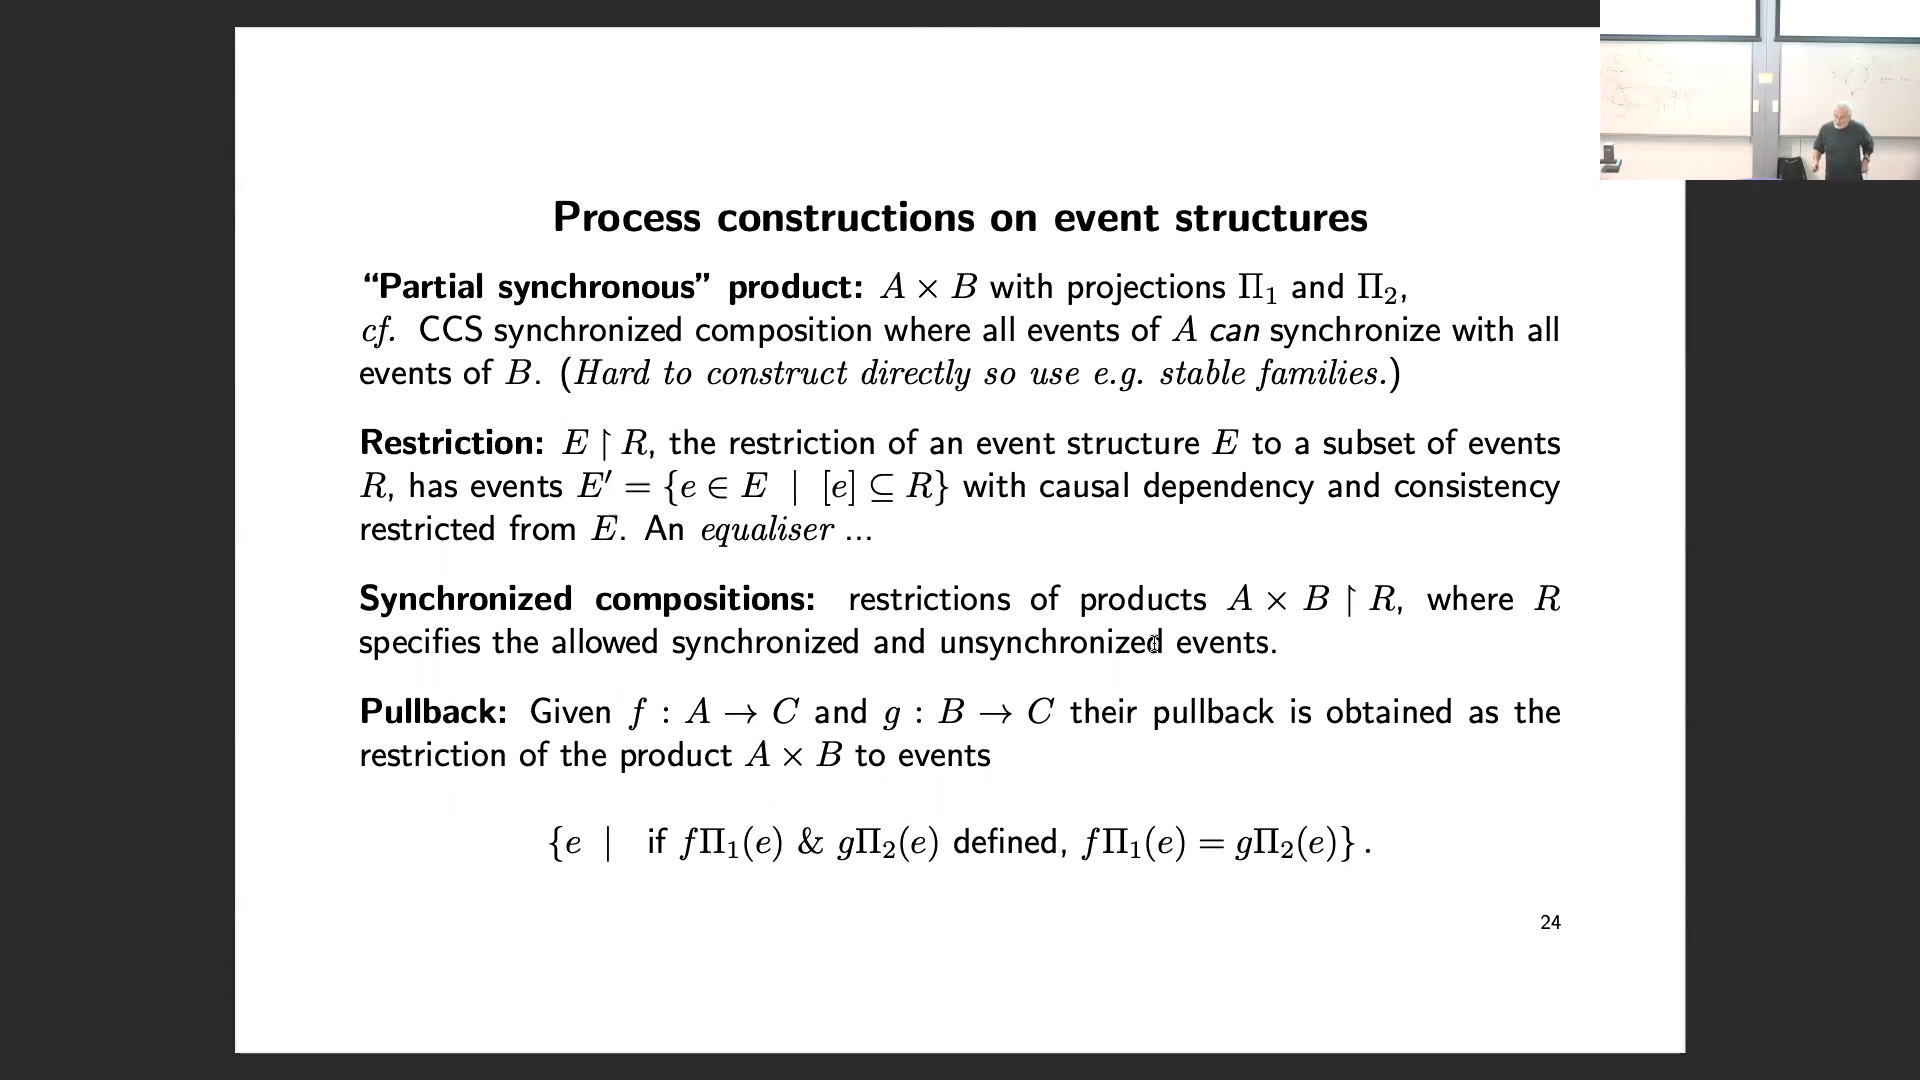 Process constructions on event structures
“Partial synchronous” product: A × B with projections Π₁ and Π₂,
cf. CCS synchronized composition where all events of A can synchronize with all
events of B. (Hard to construct directly so use e.g. stable families.)
Restriction: E ↾ R, the restriction of an event structure E to a subset of events
R, has events E′ = {e ∈ E | [e] ⊆ R} with causal dependency and consistency
restricted from E. An equaliser ...
Synchronized compositions: restrictions of products A × B ↾ R, where R
specifies the allowed synchronized and unsynchronized events.
Pullback: Given f : A → C and g : B → C their pullback is obtained as the
restriction of the product A × B to events
{e | if fΠ₁(e) & gΠ₂(e) defined, fΠ₁(e) = gΠ₂(e)} .
24